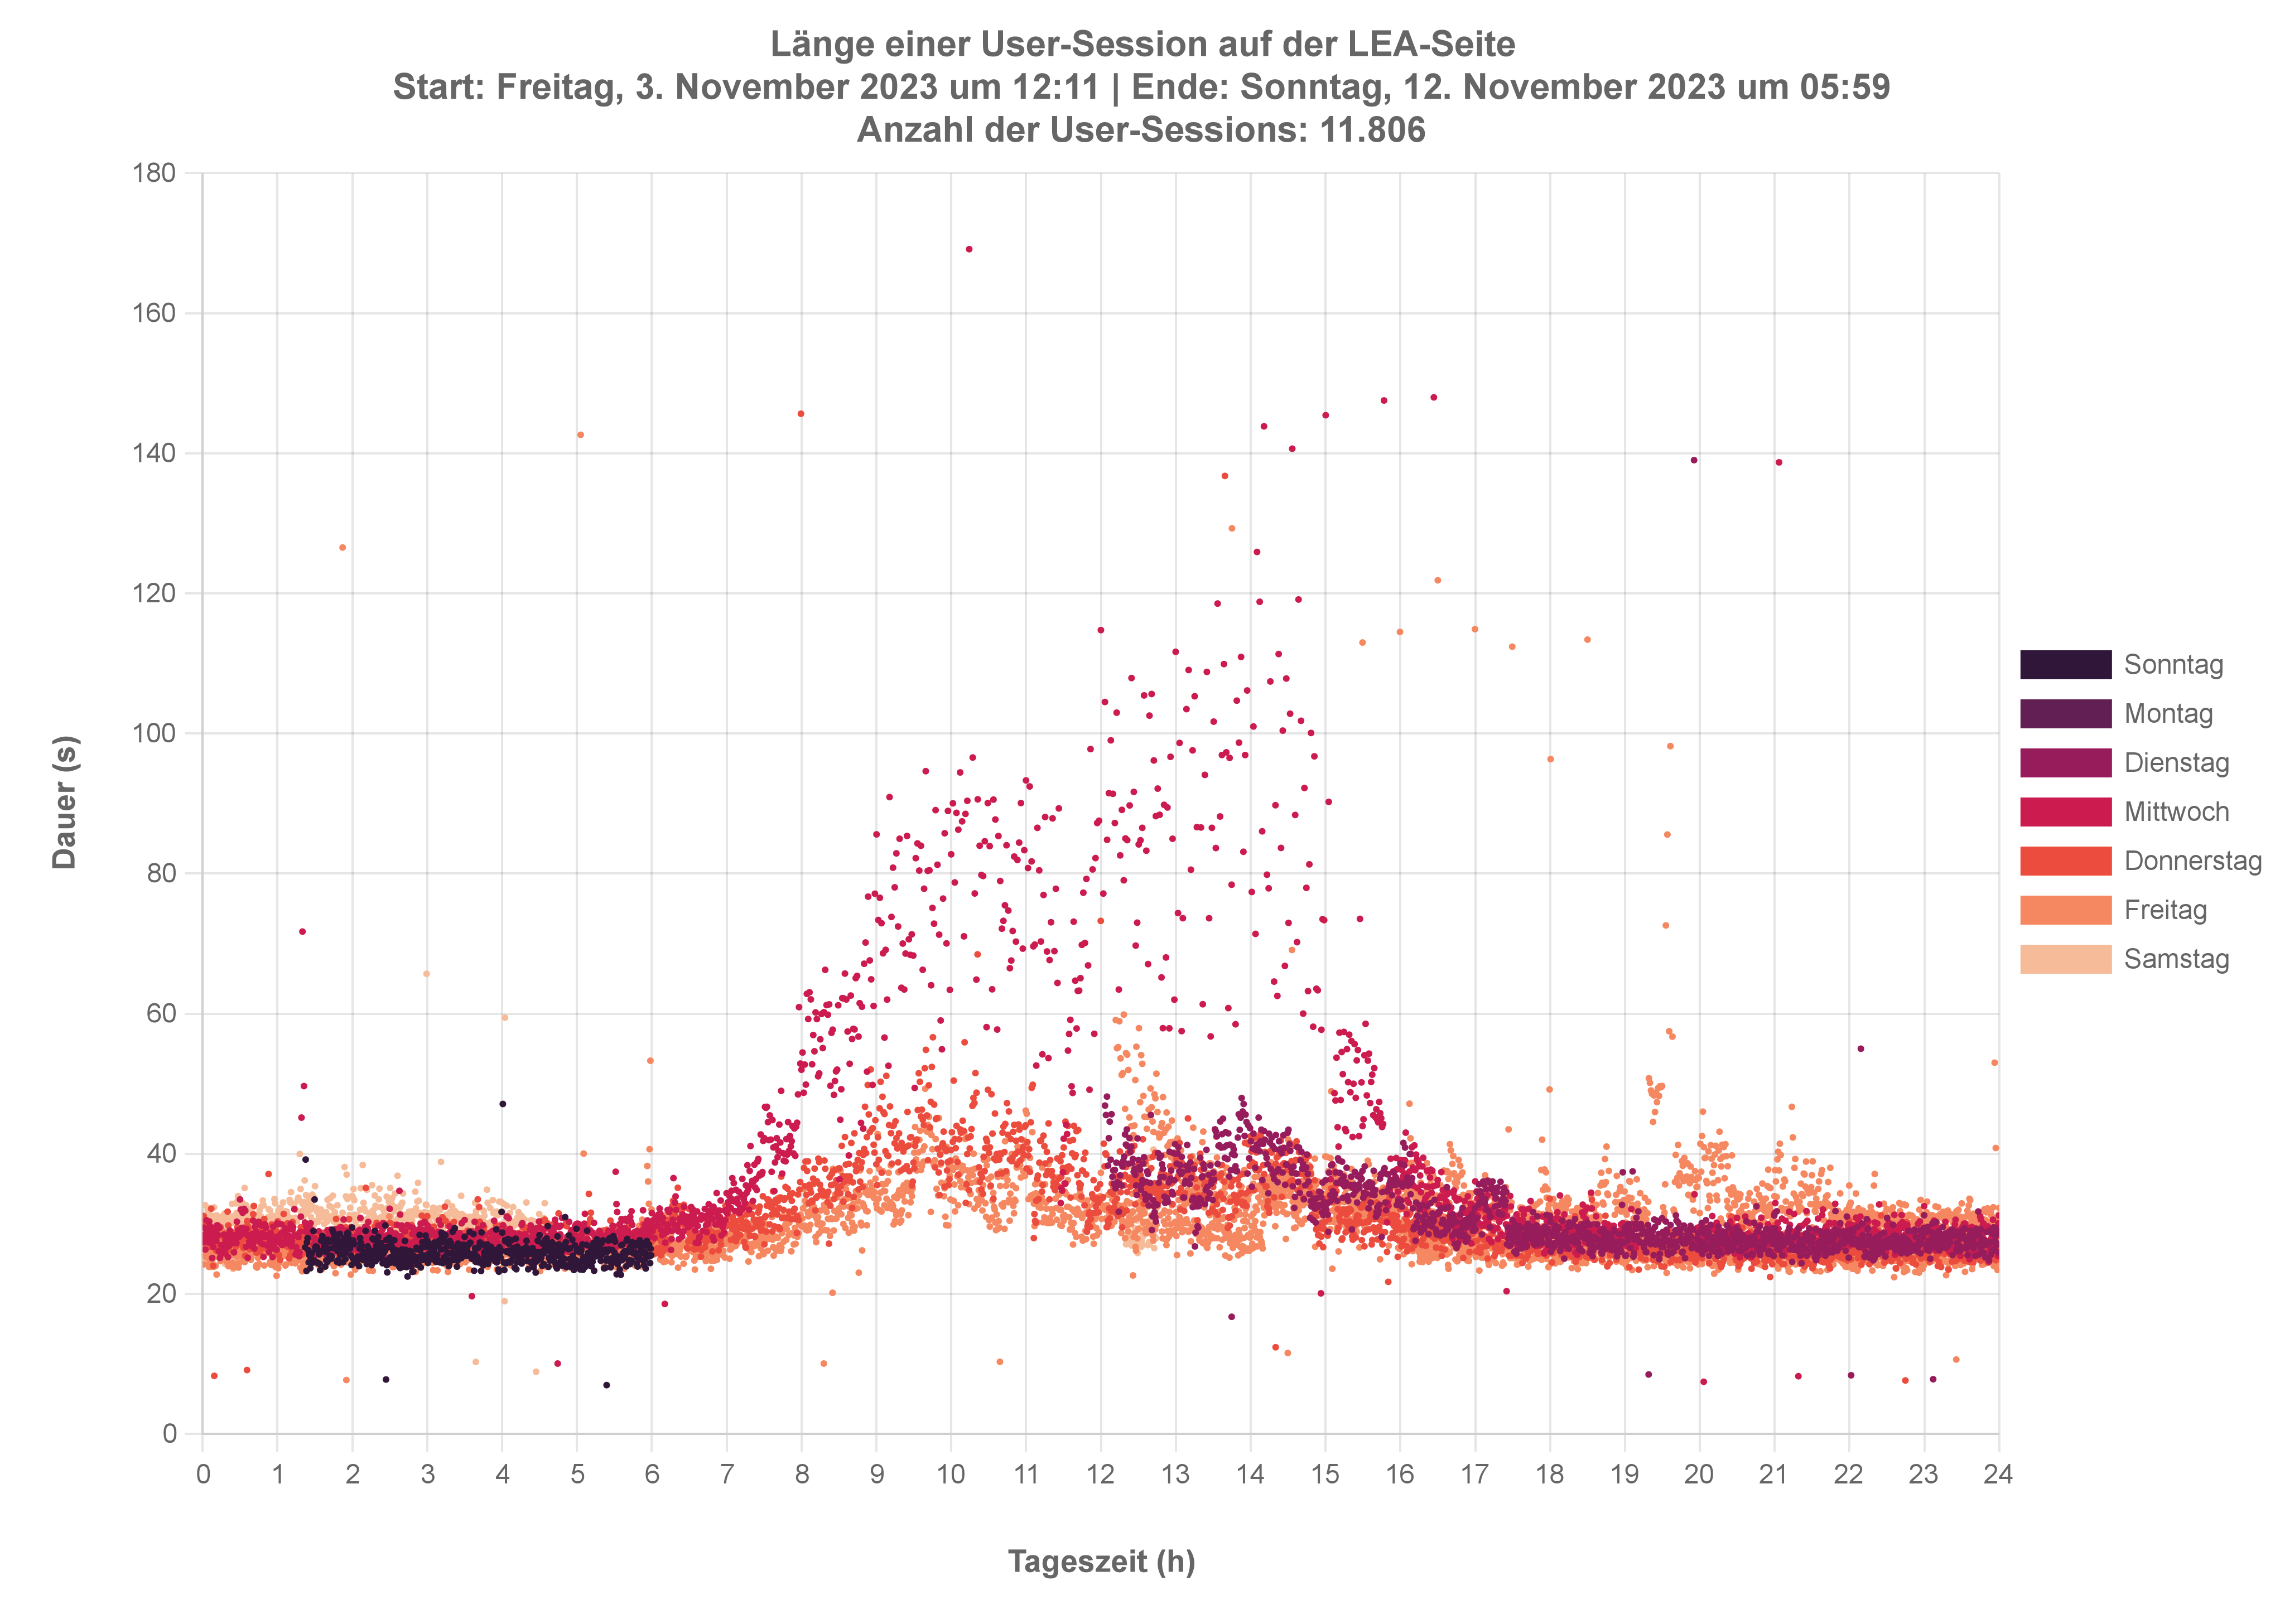 Länge einer User-Session auf der LEA-Seite
Start: Freitag, 3. November 2023 um 12:11 | Ende: Sonntag, 12. November 2023 um 05:59
Anzahl der User-Sessions: 11.806
180
160
140
120
100
80
60
40
20
0
Dauer (s)
0 1 2 3 4 5 6 7 8 9 10 11 12 13 14 15 16 17 18 19 20 21 22 23 24
Tageszeit (h)
Sonntag
Montag
Dienstag
Mittwoch
Donnerstag
Freitag
Samstag